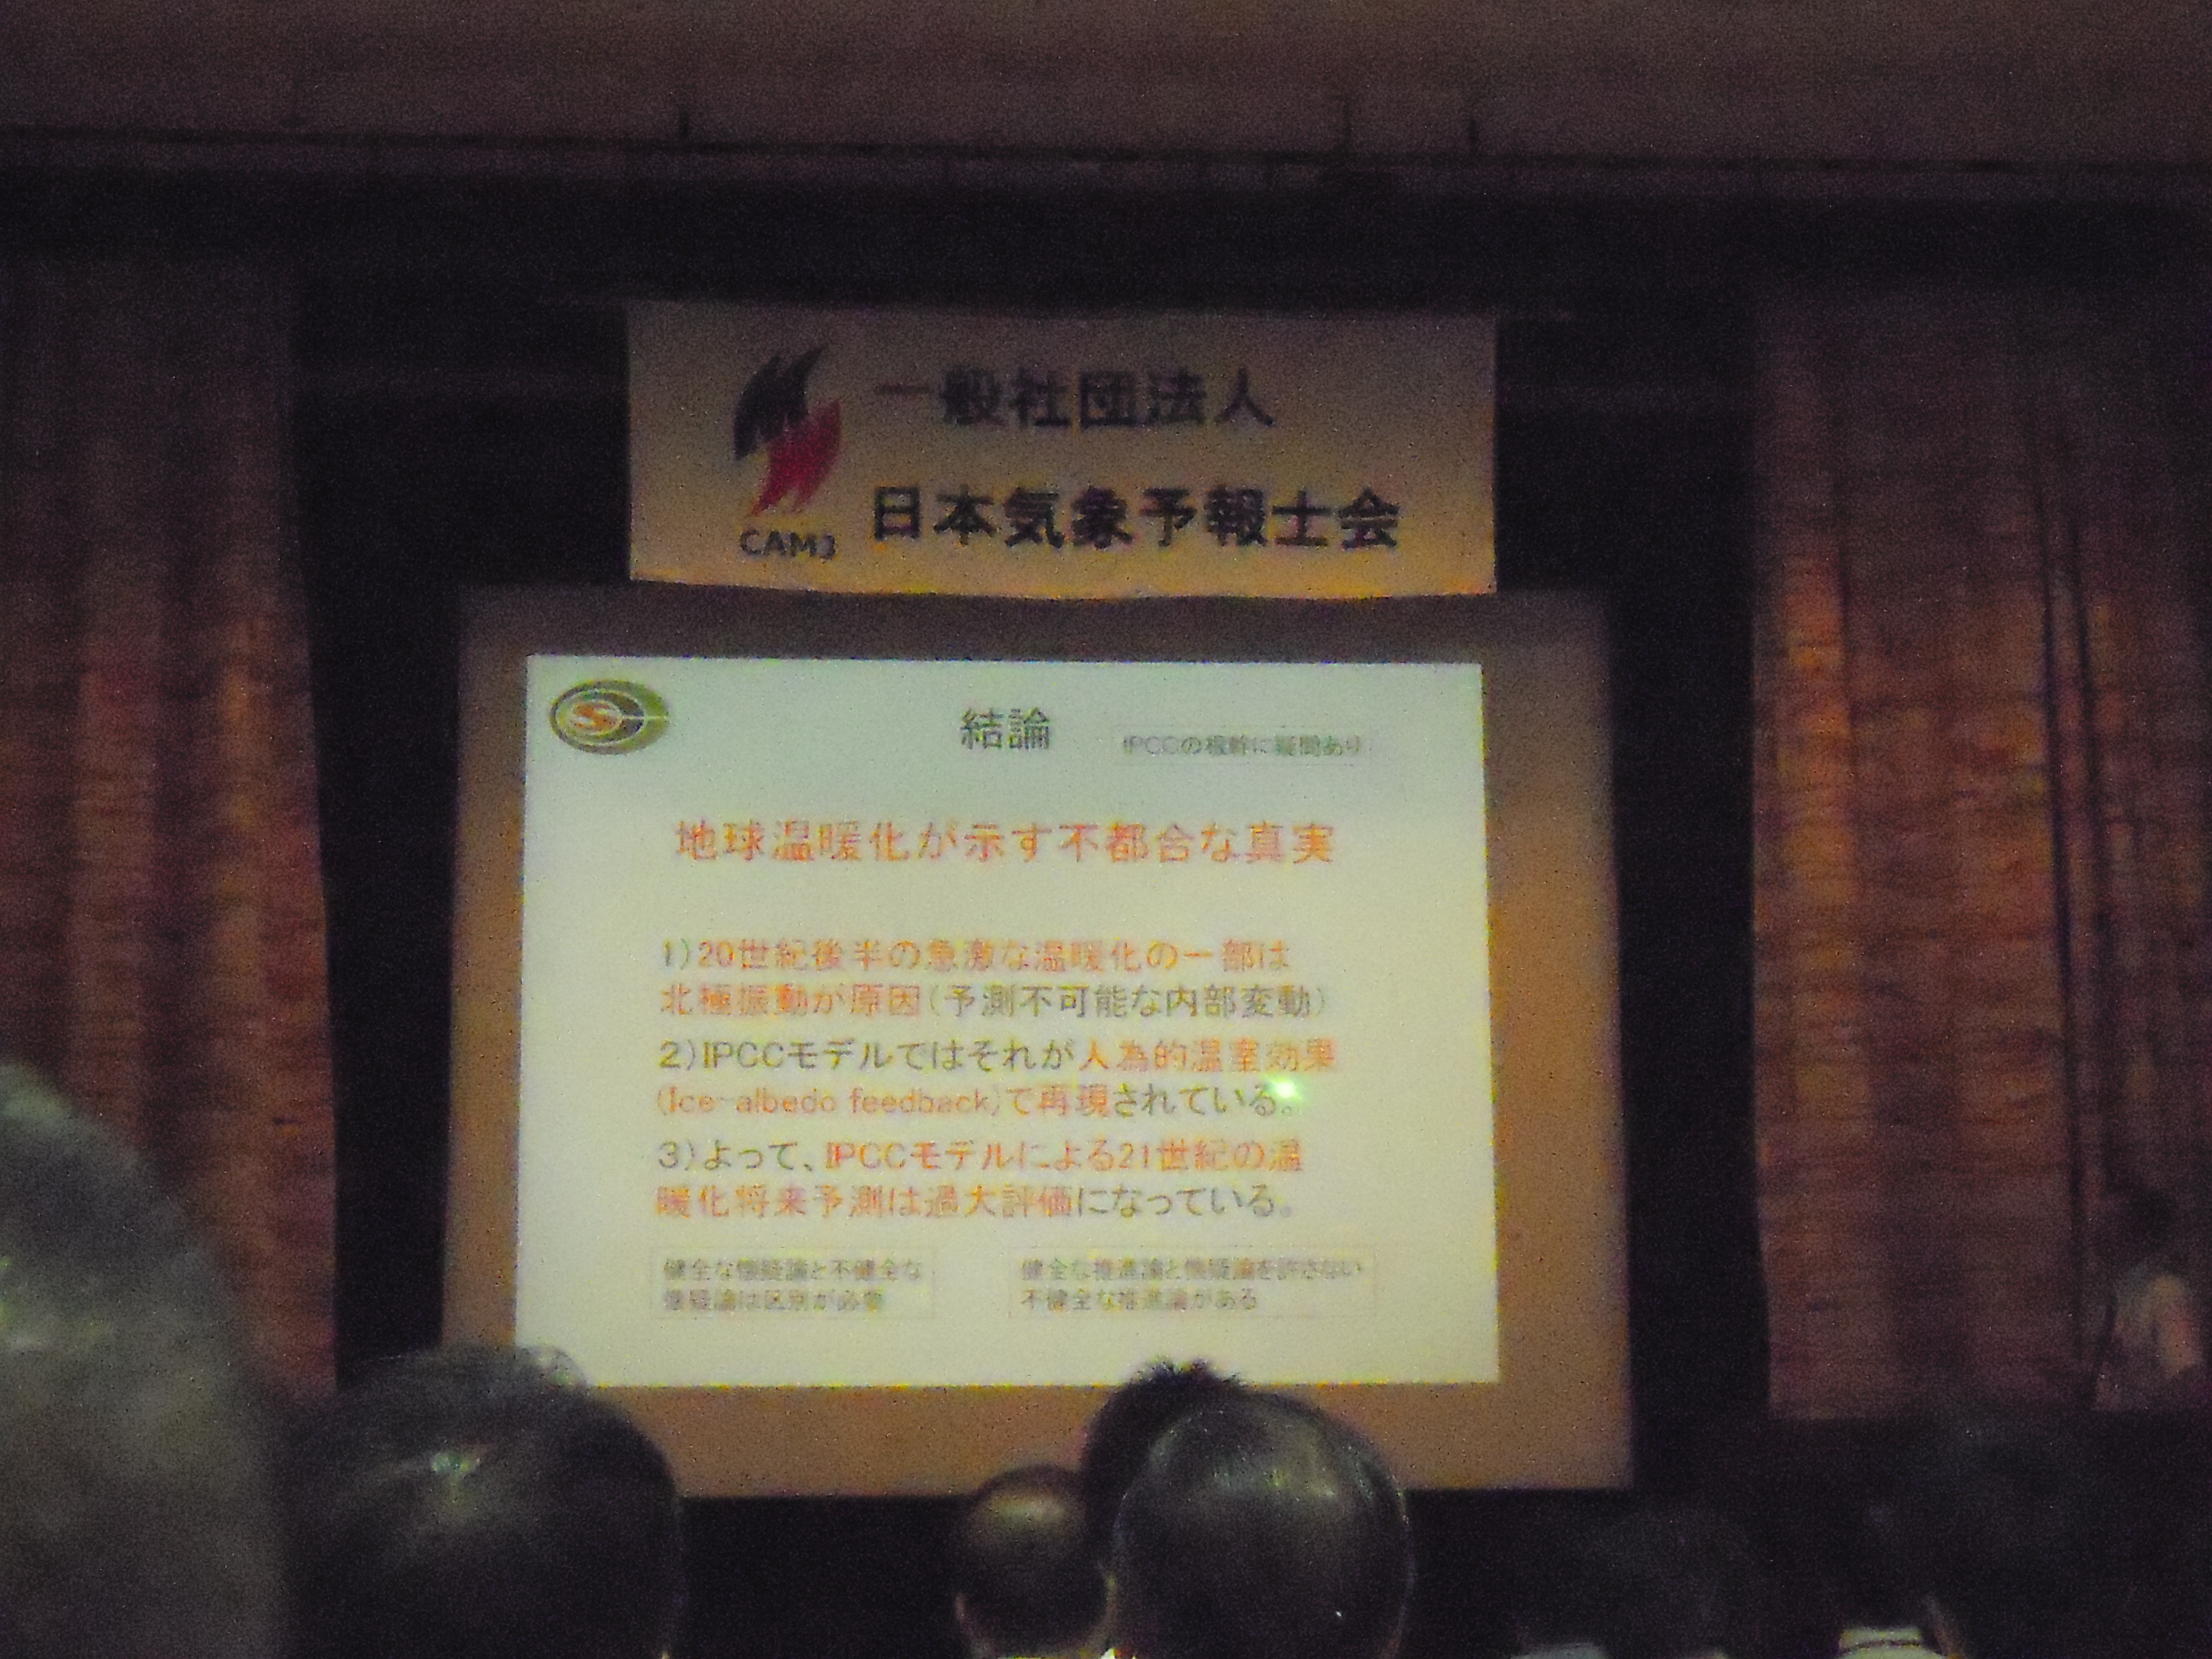 一般社団法人
CAMJ
日本気象予報士会
結論
IPCCの根幹に疑問あり
地球温暖化が示す不都合な真実
1)20世紀後半の急激な温暖化の一部は
北極振動が原因(予測不可能な内部変動)
2)IPCCモデルではそれが人為的温室効果
(Ice-albedo feedback)で再現されている。
3)よって、IPCCモデルによる21世紀の温
暖化将来予測は過大評価になっている。
健全な懐疑論と不健全な
懐疑論は区別が必要
健全な推進論と懐疑論を許さない
不健全な推進論がある